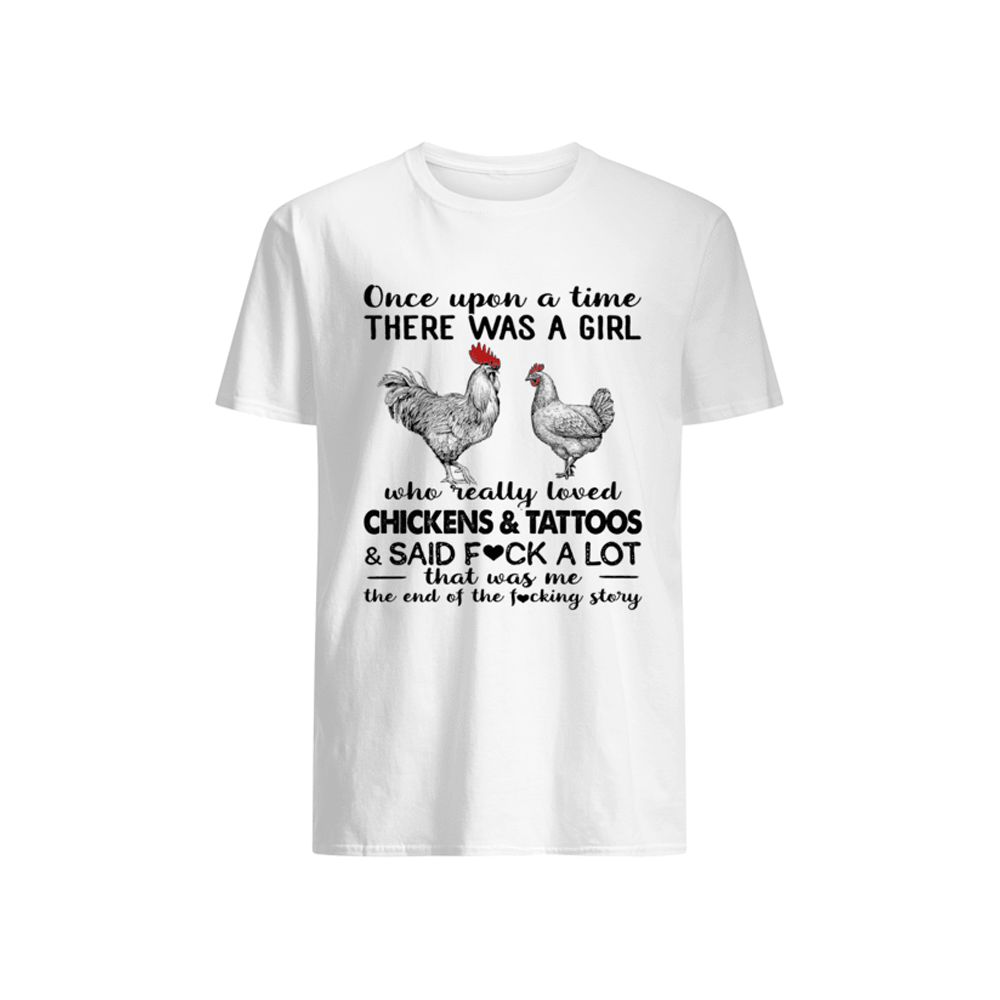 Once upon a time
THERE WAS A GIRL
who really loved
CHICKENS & TATTOOS
& SAID F❤CK A LOT
that was me
the end of the f❤cking story